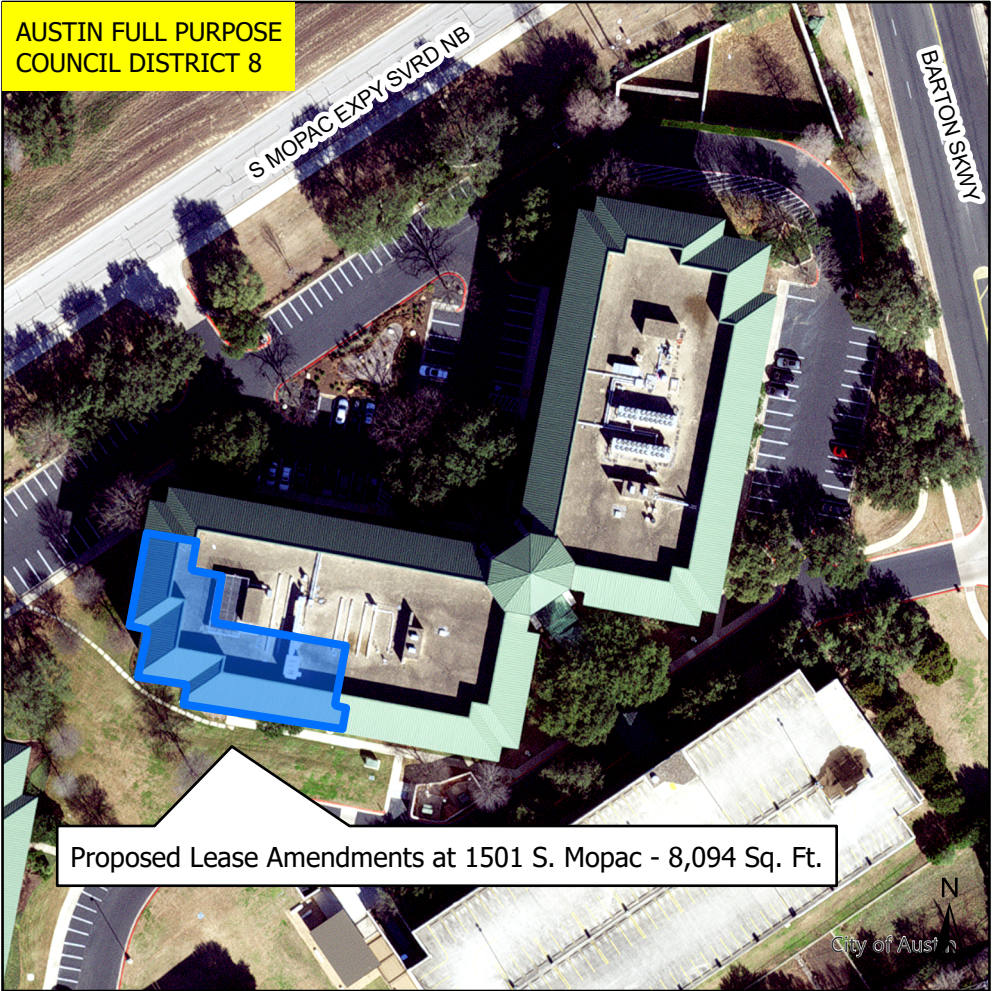 AUSTIN FULL PURPOSE
COUNCIL DISTRICT 8
S MOPAC EXPY SVRD NB
BARTON SKWY
Proposed Lease Amendments at 1501 S. Mopac - 8,094 Sq. Ft.
N
City of Austin